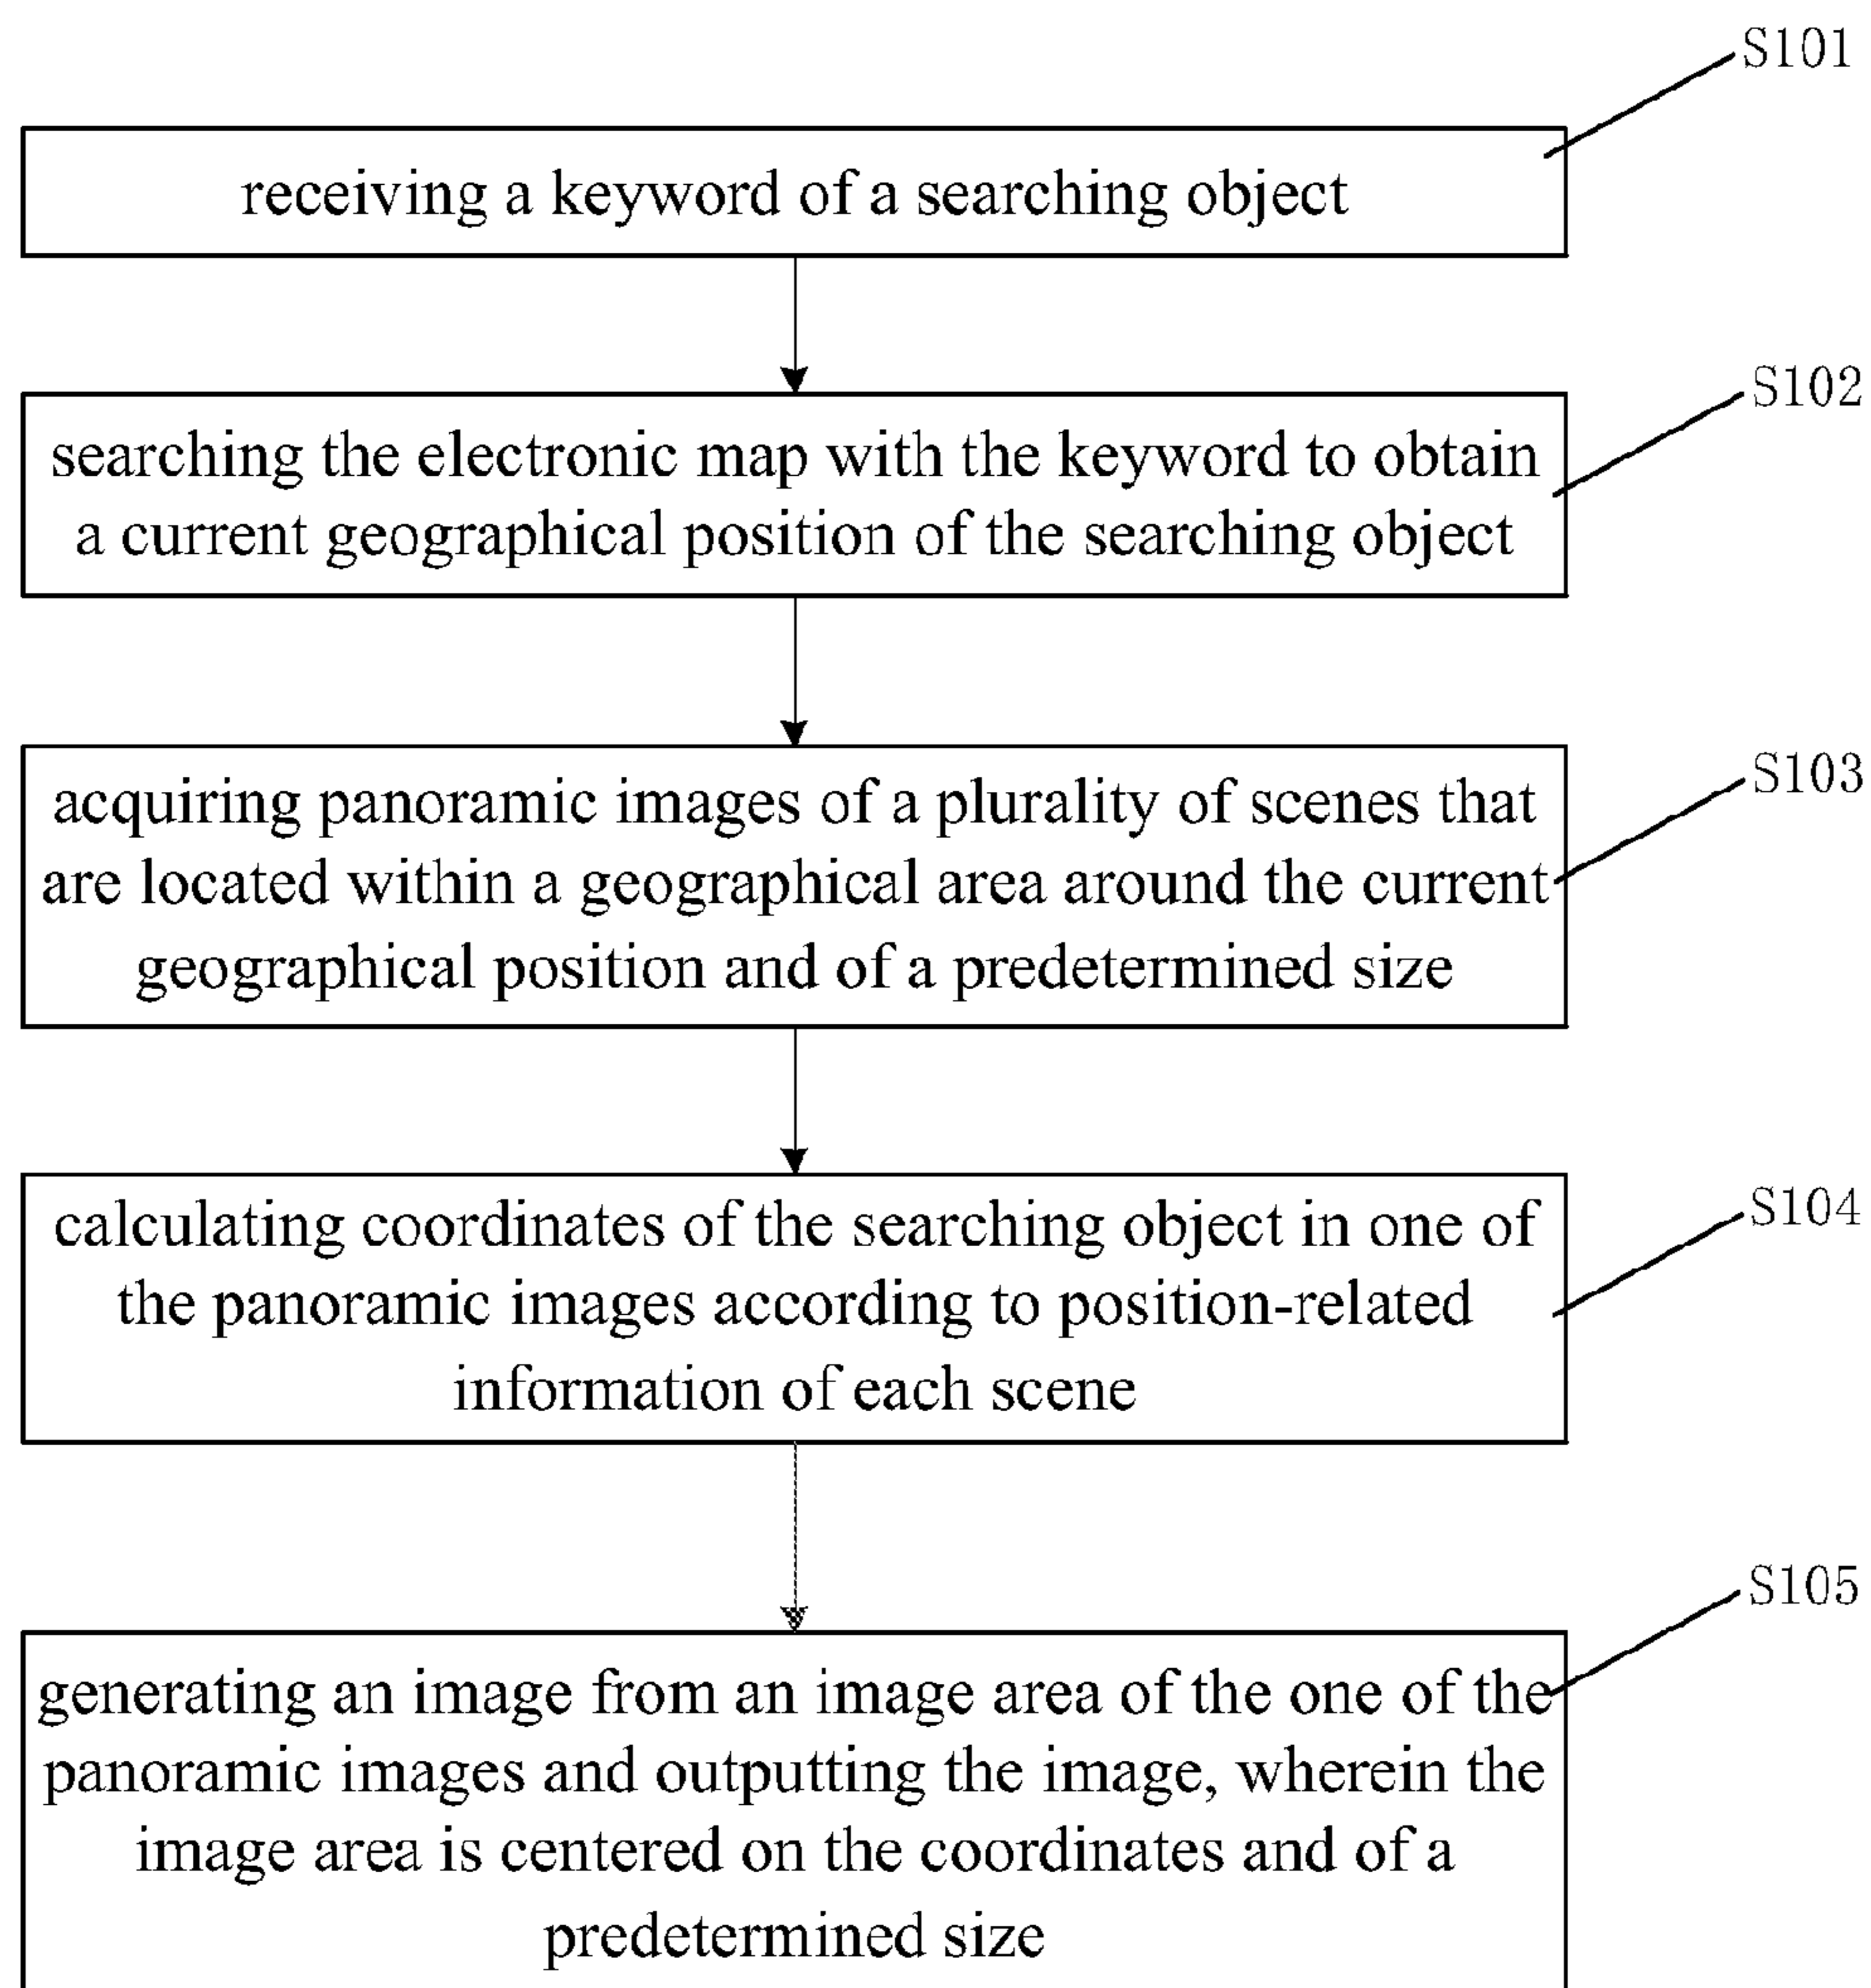 S101
receiving a keyword of a searching object
S102
searching the electronic map with the keyword to obtain
a current geographical position of the searching object
S103
acquiring panoramic images of a plurality of scenes that
are located within a geographical area around the current
geographical position and of a predetermined size
S104
calculating coordinates of the searching object in one of
the panoramic images according to position-related
information of each scene
S105
generating an image from an image area of the one of the
panoramic images and outputting the image, wherein the
image area is centered on the coordinates and of a
predetermined size